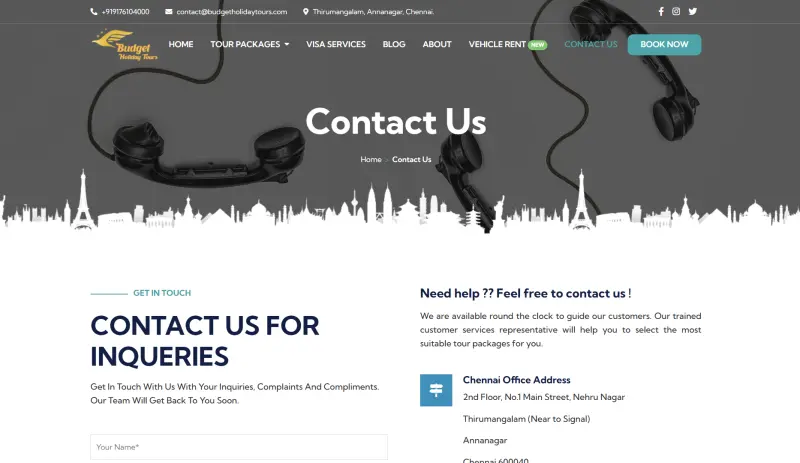 +919176104000 contact@budgetholidaytours.com Thirumangalam, Annanagar, Chennai.
Budget
Holiday Tours
HOME TOUR PACKAGES VISA SERVICES BLOG ABOUT VEHICLE RENT NEW CONTACT US BOOK NOW
Contact Us
Home > Contact Us
GET IN TOUCH
CONTACT US FOR
INQUERIES
Get In Touch With Us With Your Inquiries, Complaints And Compliments.
Our Team Will Get Back To You Soon.
Your Name*
Need help ?? Feel free to contact us !
We are available round the clock to guide our customers. Our trained
customer services representative will help you to select the most
suitable tour packages for you.
Chennai Office Address
2nd Floor, No.1 Main Street, Nehru Nagar
Thirumangalam (Near to Signal)
Annanagar
Chennai 600040